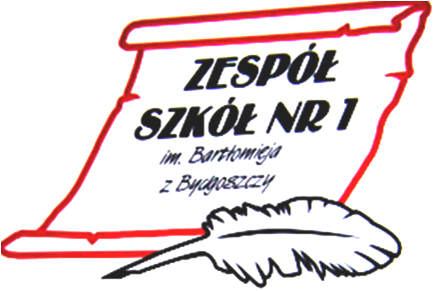 ZESPÓŁ
SZKÓŁ NR 1
im. Bartłomieja
z Bydgoszczy